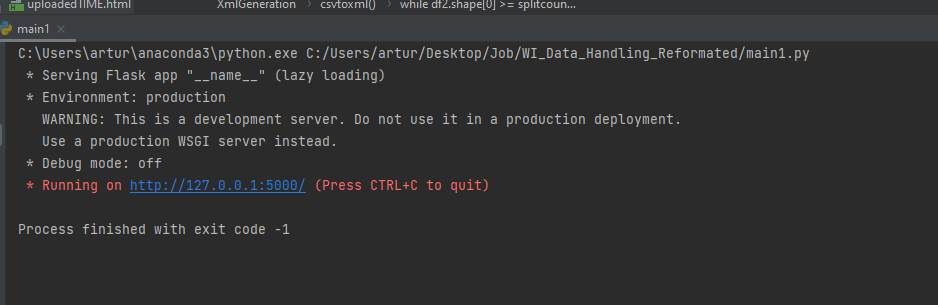 uploadedTIME.html XmlGeneration › csvtoxml() › while df2.shape[0] >= splitcoun...
main1 ×
C:\Users\artur\anaconda3\python.exe C:/Users/artur/Desktop/Job/WI_Data_Handling_Reformated/main1.py
* Serving Flask app "__name__" (lazy loading)
* Environment: production
WARNING: This is a development server. Do not use it in a production deployment.
Use a production WSGI server instead.
* Debug mode: off
* Running on http://127.0.0.1:5000/ (Press CTRL+C to quit)
Process finished with exit code -1